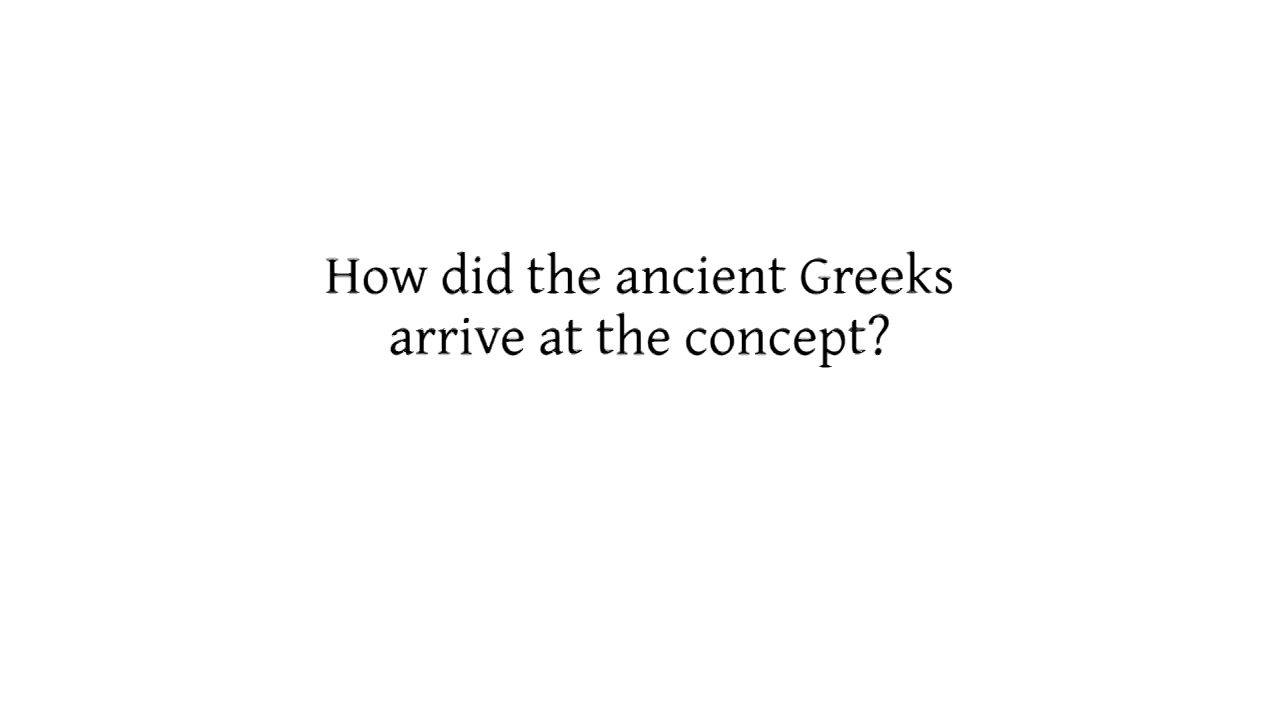 How did the ancient Greeks
arrive at the concept?